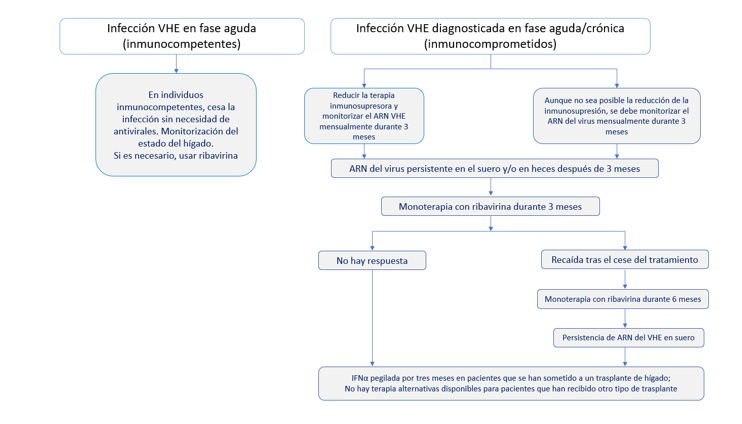 Infección VHE en fase aguda
(inmunocompetentes)
Infección VHE diagnosticada en fase aguda/crónica
(inmunocomprometidos)
En individuos
inmunocompetentes, cesa la
infección sin necesidad de
antivirales. Monitorización del
estado del hígado.
Si es necesario, usar ribavirina
Reducir la terapia
inmunosupresora y
monitorizar el ARN VHE
mensualmente durante 3
meses
Aunque no sea posible la reducción de la
inmunosupresión, se debe monitorizar el
ARN del virus mensualmente durante 3
meses
ARN del virus persistente en el suero y/o en heces después de 3 meses
Monoterapia con ribavirina durante 3 meses
No hay respuesta
Recaída tras el cese del tratamiento
Monoterapia con ribavirina durante 6 meses
Persistencia de ARN del VHE en suero
IFNα pegilada por tres meses en pacientes que se han sometido a un trasplante de hígado;
No hay terapia alternativas disponibles para pacientes que han recibido otro tipo de trasplante